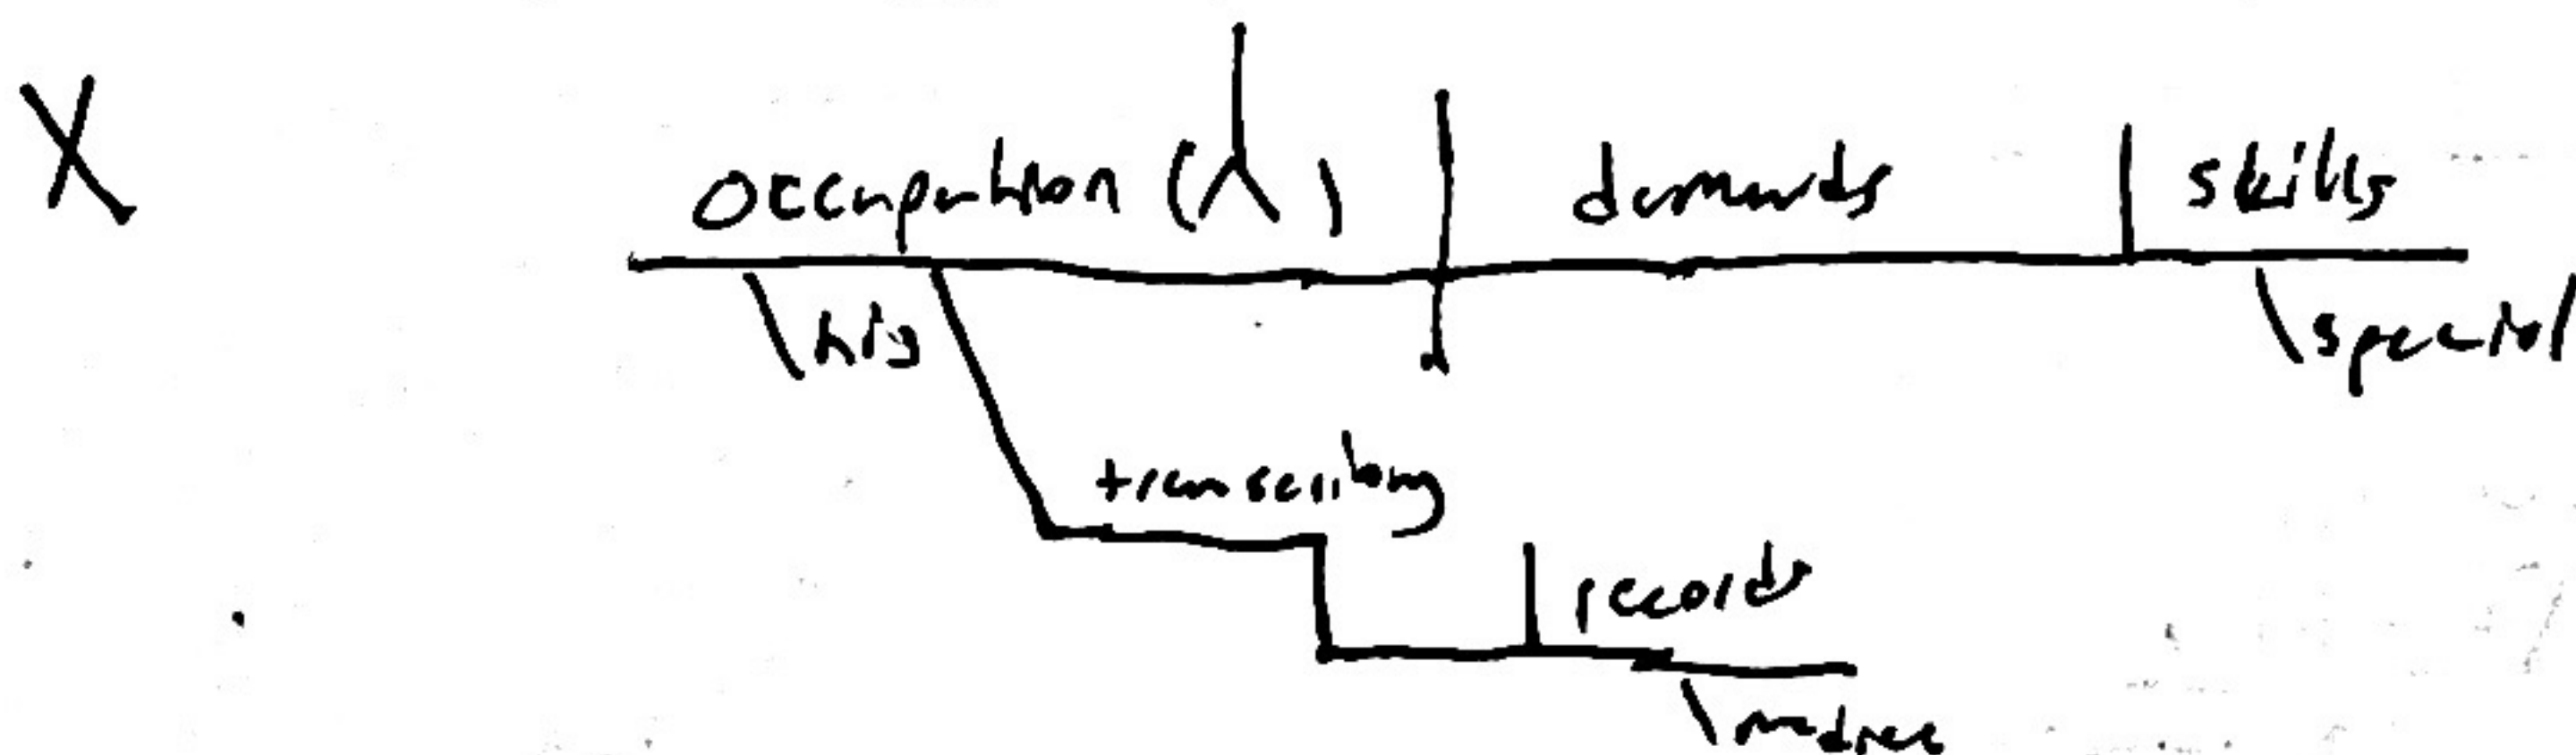 X
occupation ( ) demands skills
his special
transcribing
records